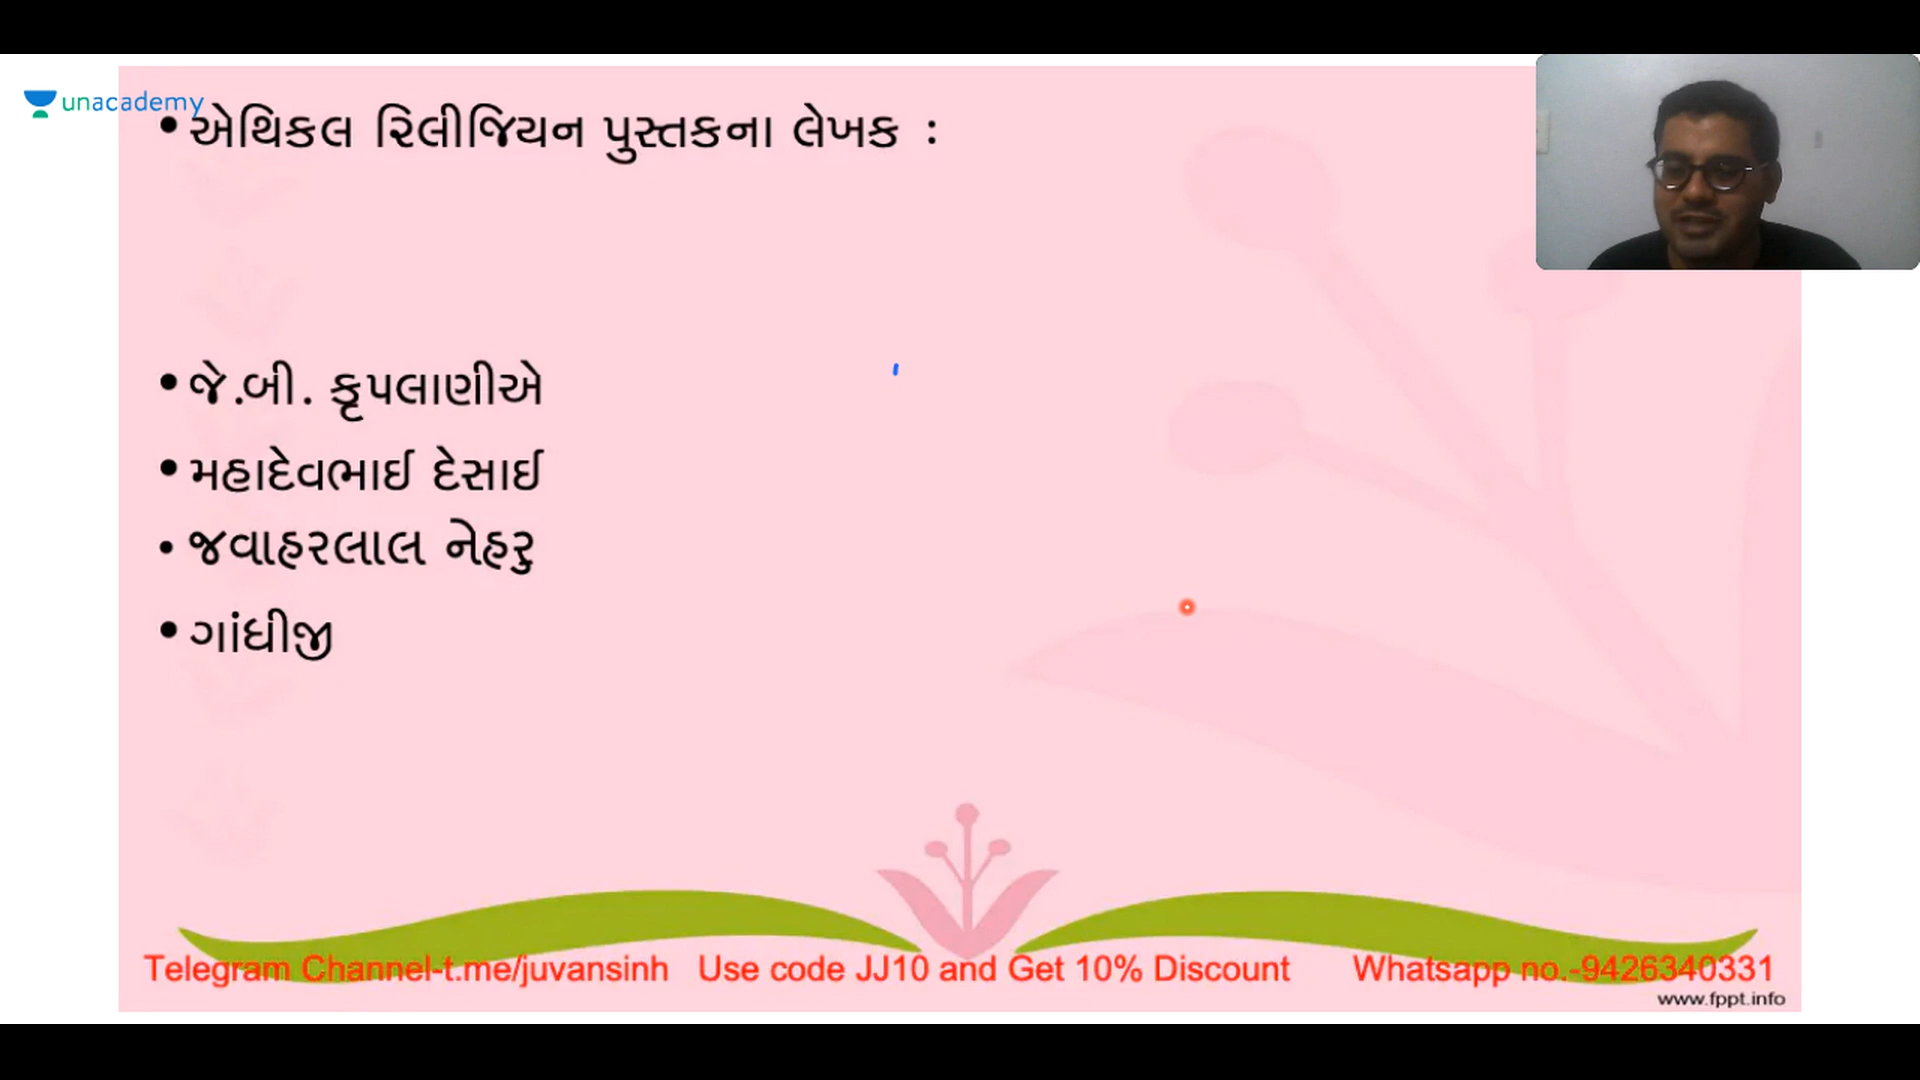 unacademy
• એથિકલ રિલીજિયન પુસ્તકના લેખક :
• જે.બી. કૃપલાણીએ
• મહાદેવભાઈ દેસાઈ
• જવાહરલાલ નેહરુ
• ગાંધીજી
Telegram Channel-t.me/juvansinh Use code JJ10 and Get 10% Discount Whatsapp no.-9426340331
www.fppt.info